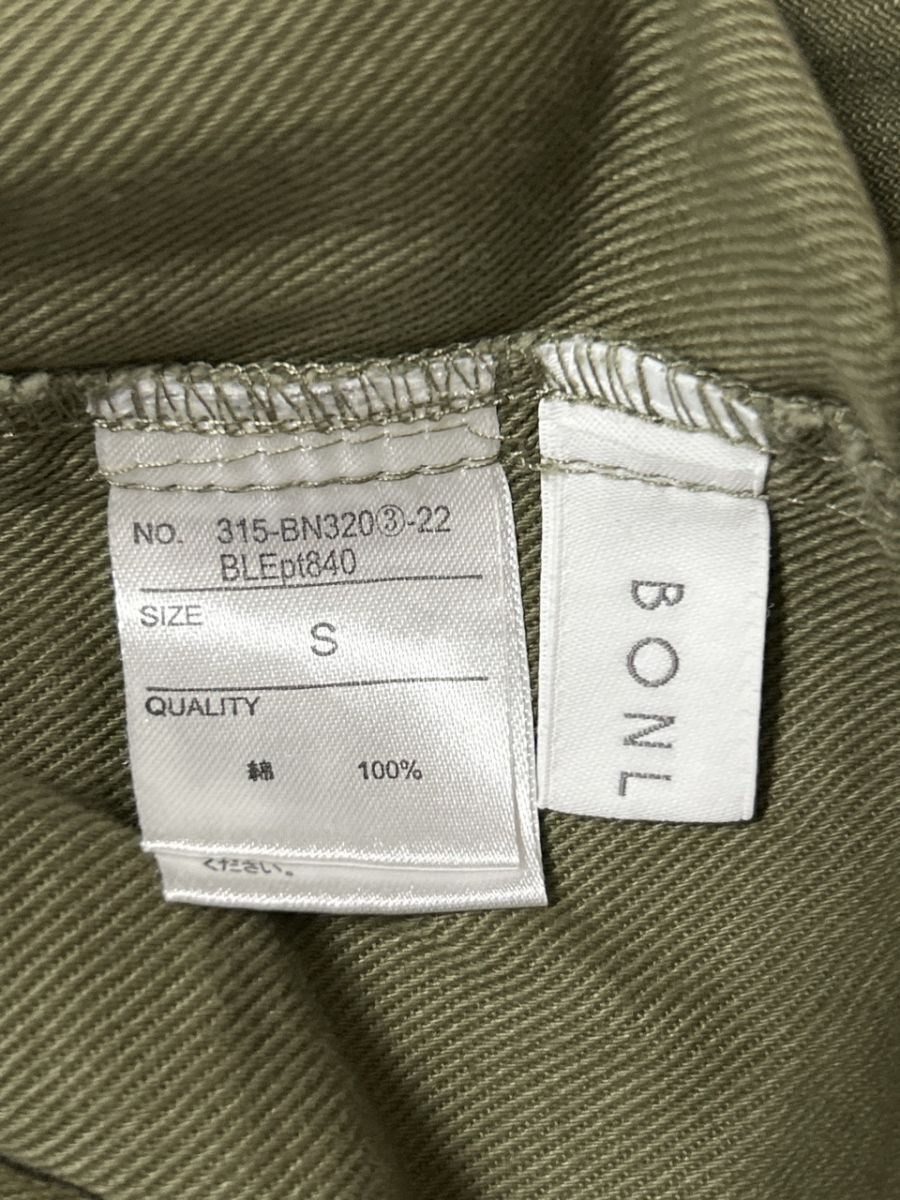 NO. 315-BN320③-22
BLEpt840
SIZE
S
QUALITY
綿 100%
ください。
BONL